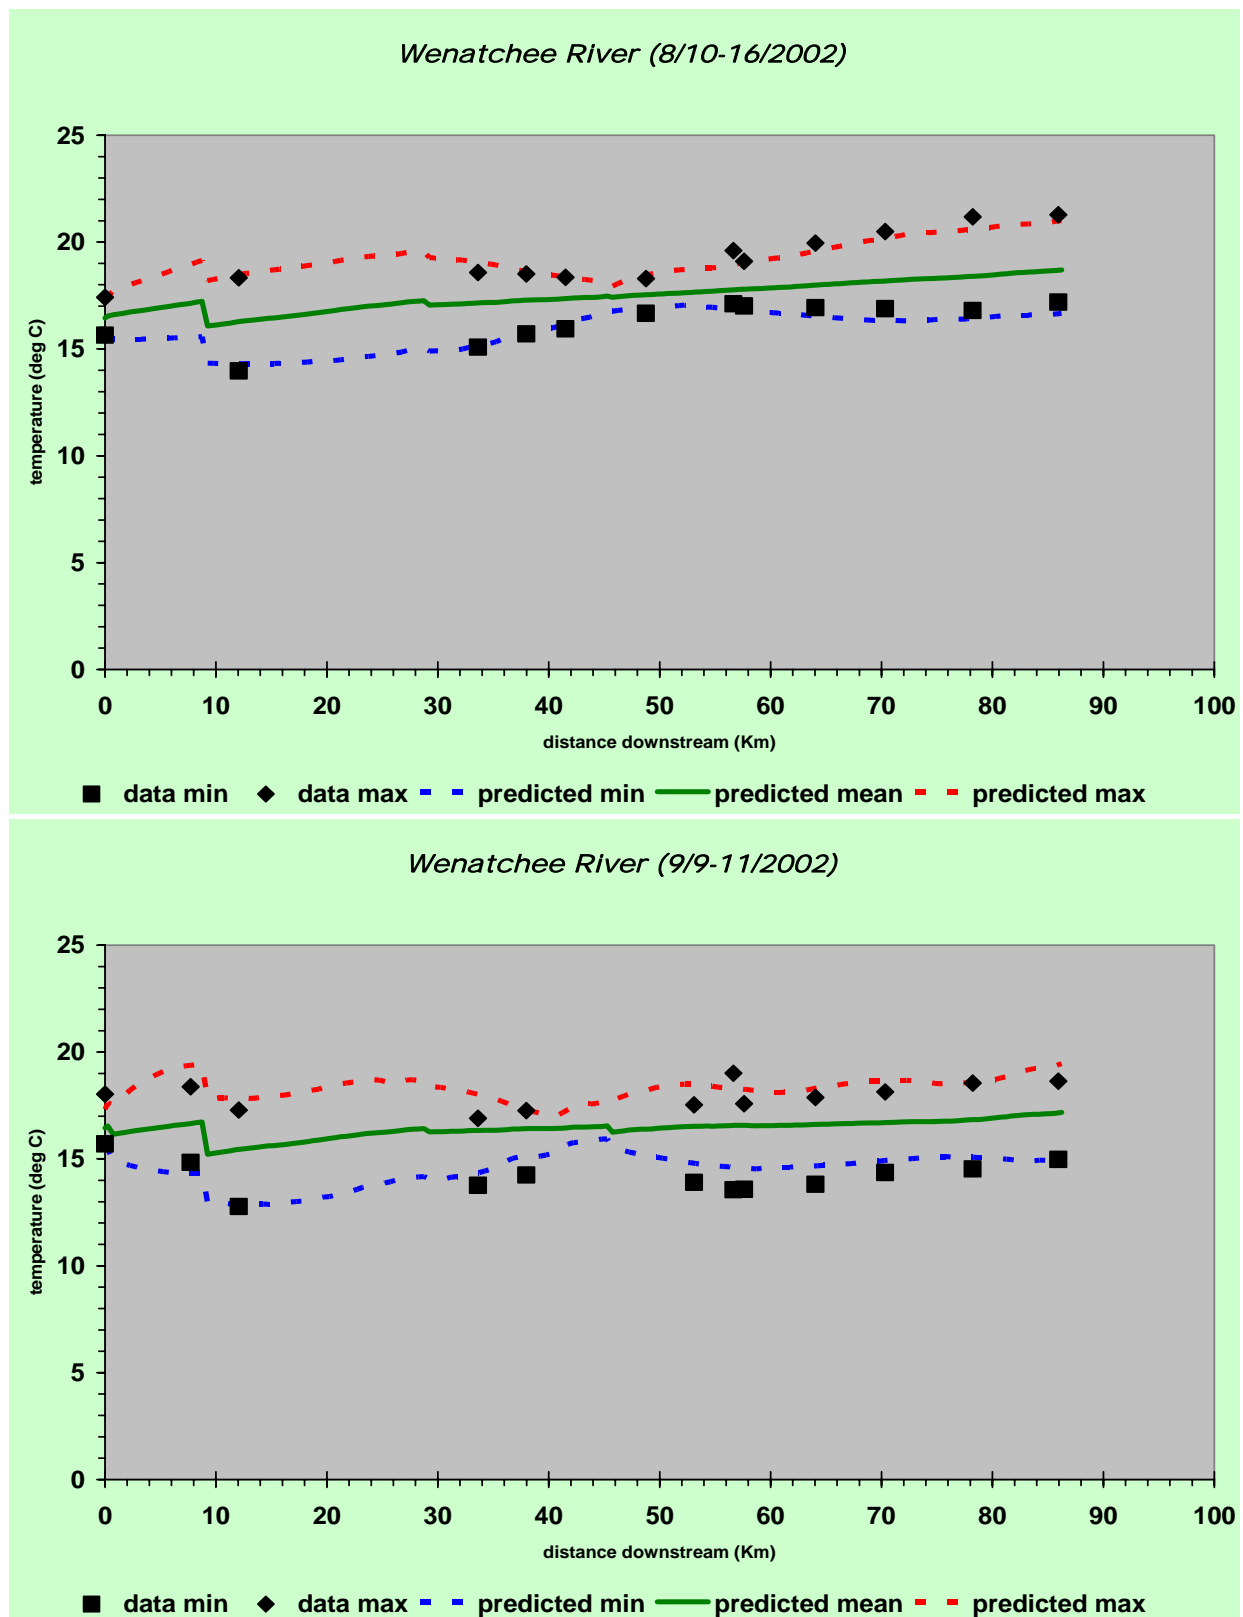 Wenatchee River (8/10-16/2002)
25
20
15
10
5
0
temperature (deg C)
0 10 20 30 40 50 60 70 80 90 100
distance downstream (Km)
data min data max predicted min predicted mean predicted max
Wenatchee River (9/9-11/2002)
25
20
15
10
5
0
temperature (deg C)
0 10 20 30 40 50 60 70 80 90 100
distance downstream (Km)
data min data max predicted min predicted mean predicted max